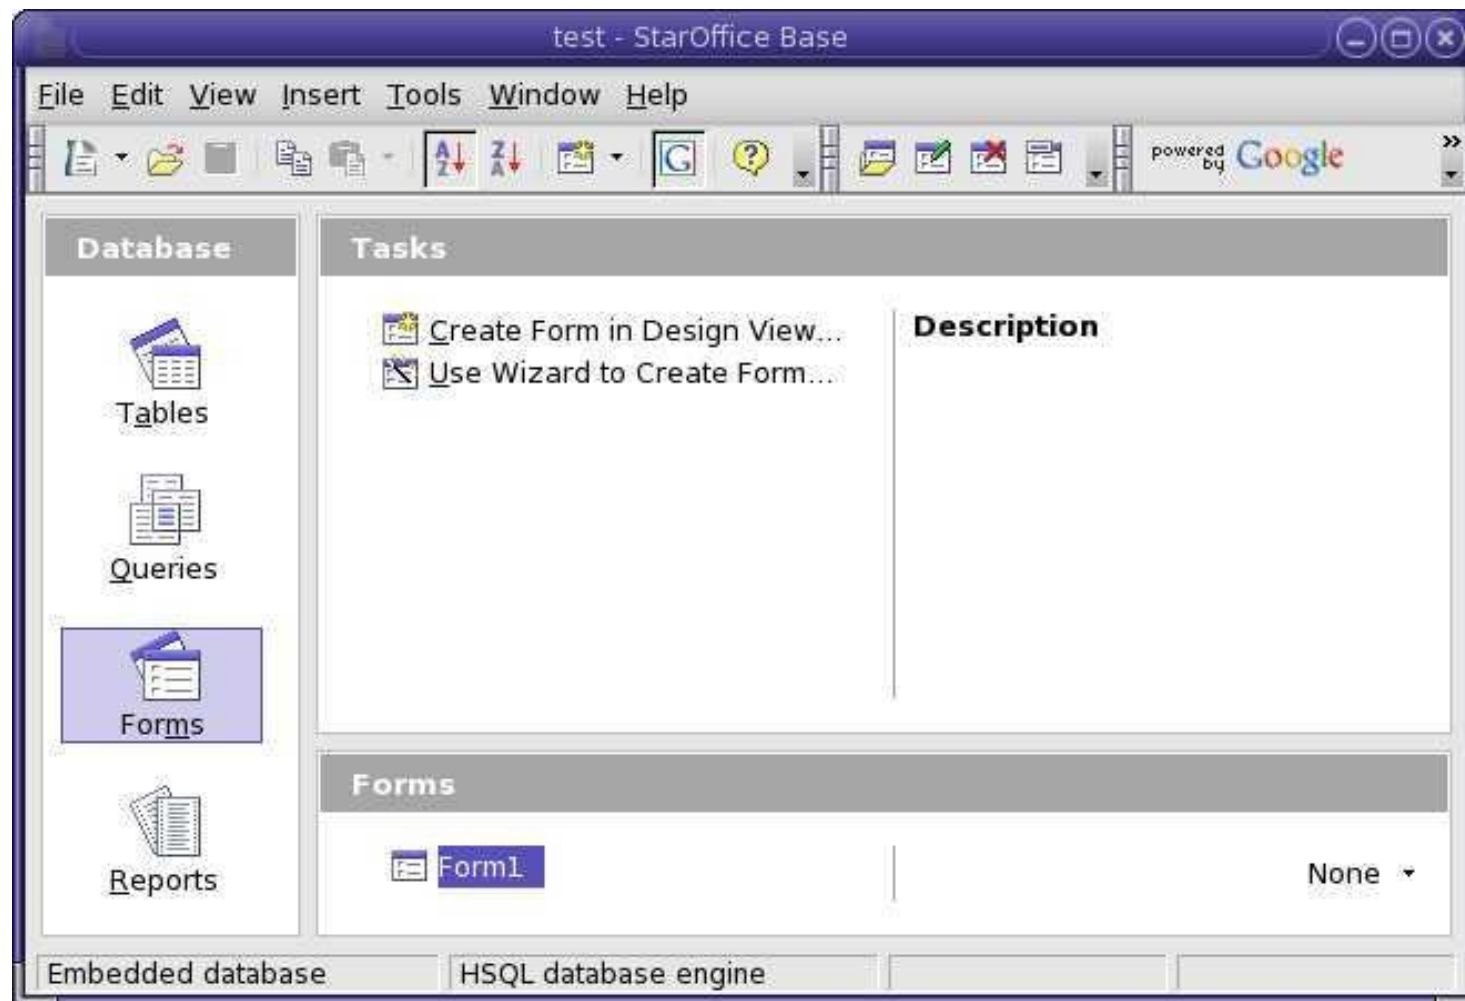 test - StarOffice Base
File Edit View Insert Tools Window Help
powered by Google
Database
Tasks
Create Form in Design View...
Use Wizard to Create Form...
Description
Tables
Queries
Forms
Reports
Forms
Form1
None
Embedded database
HSQL database engine